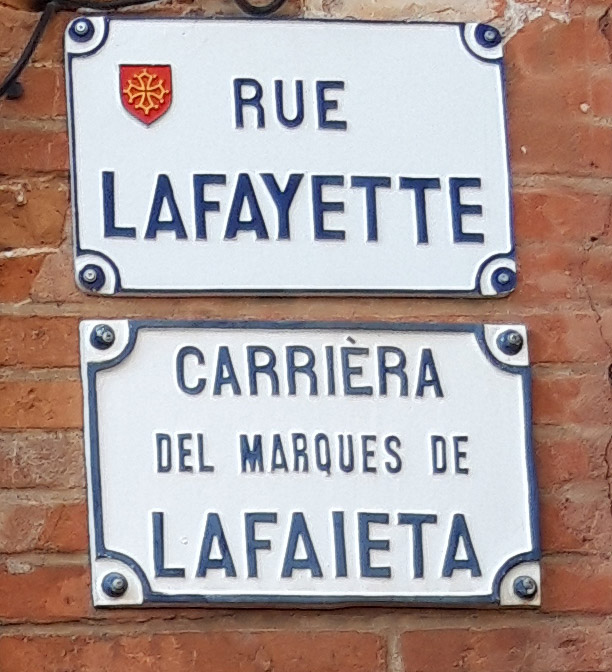 RUE
LAFAYETTE
CARRIÈRA
DEL MARQUES DE
LAFAIETA